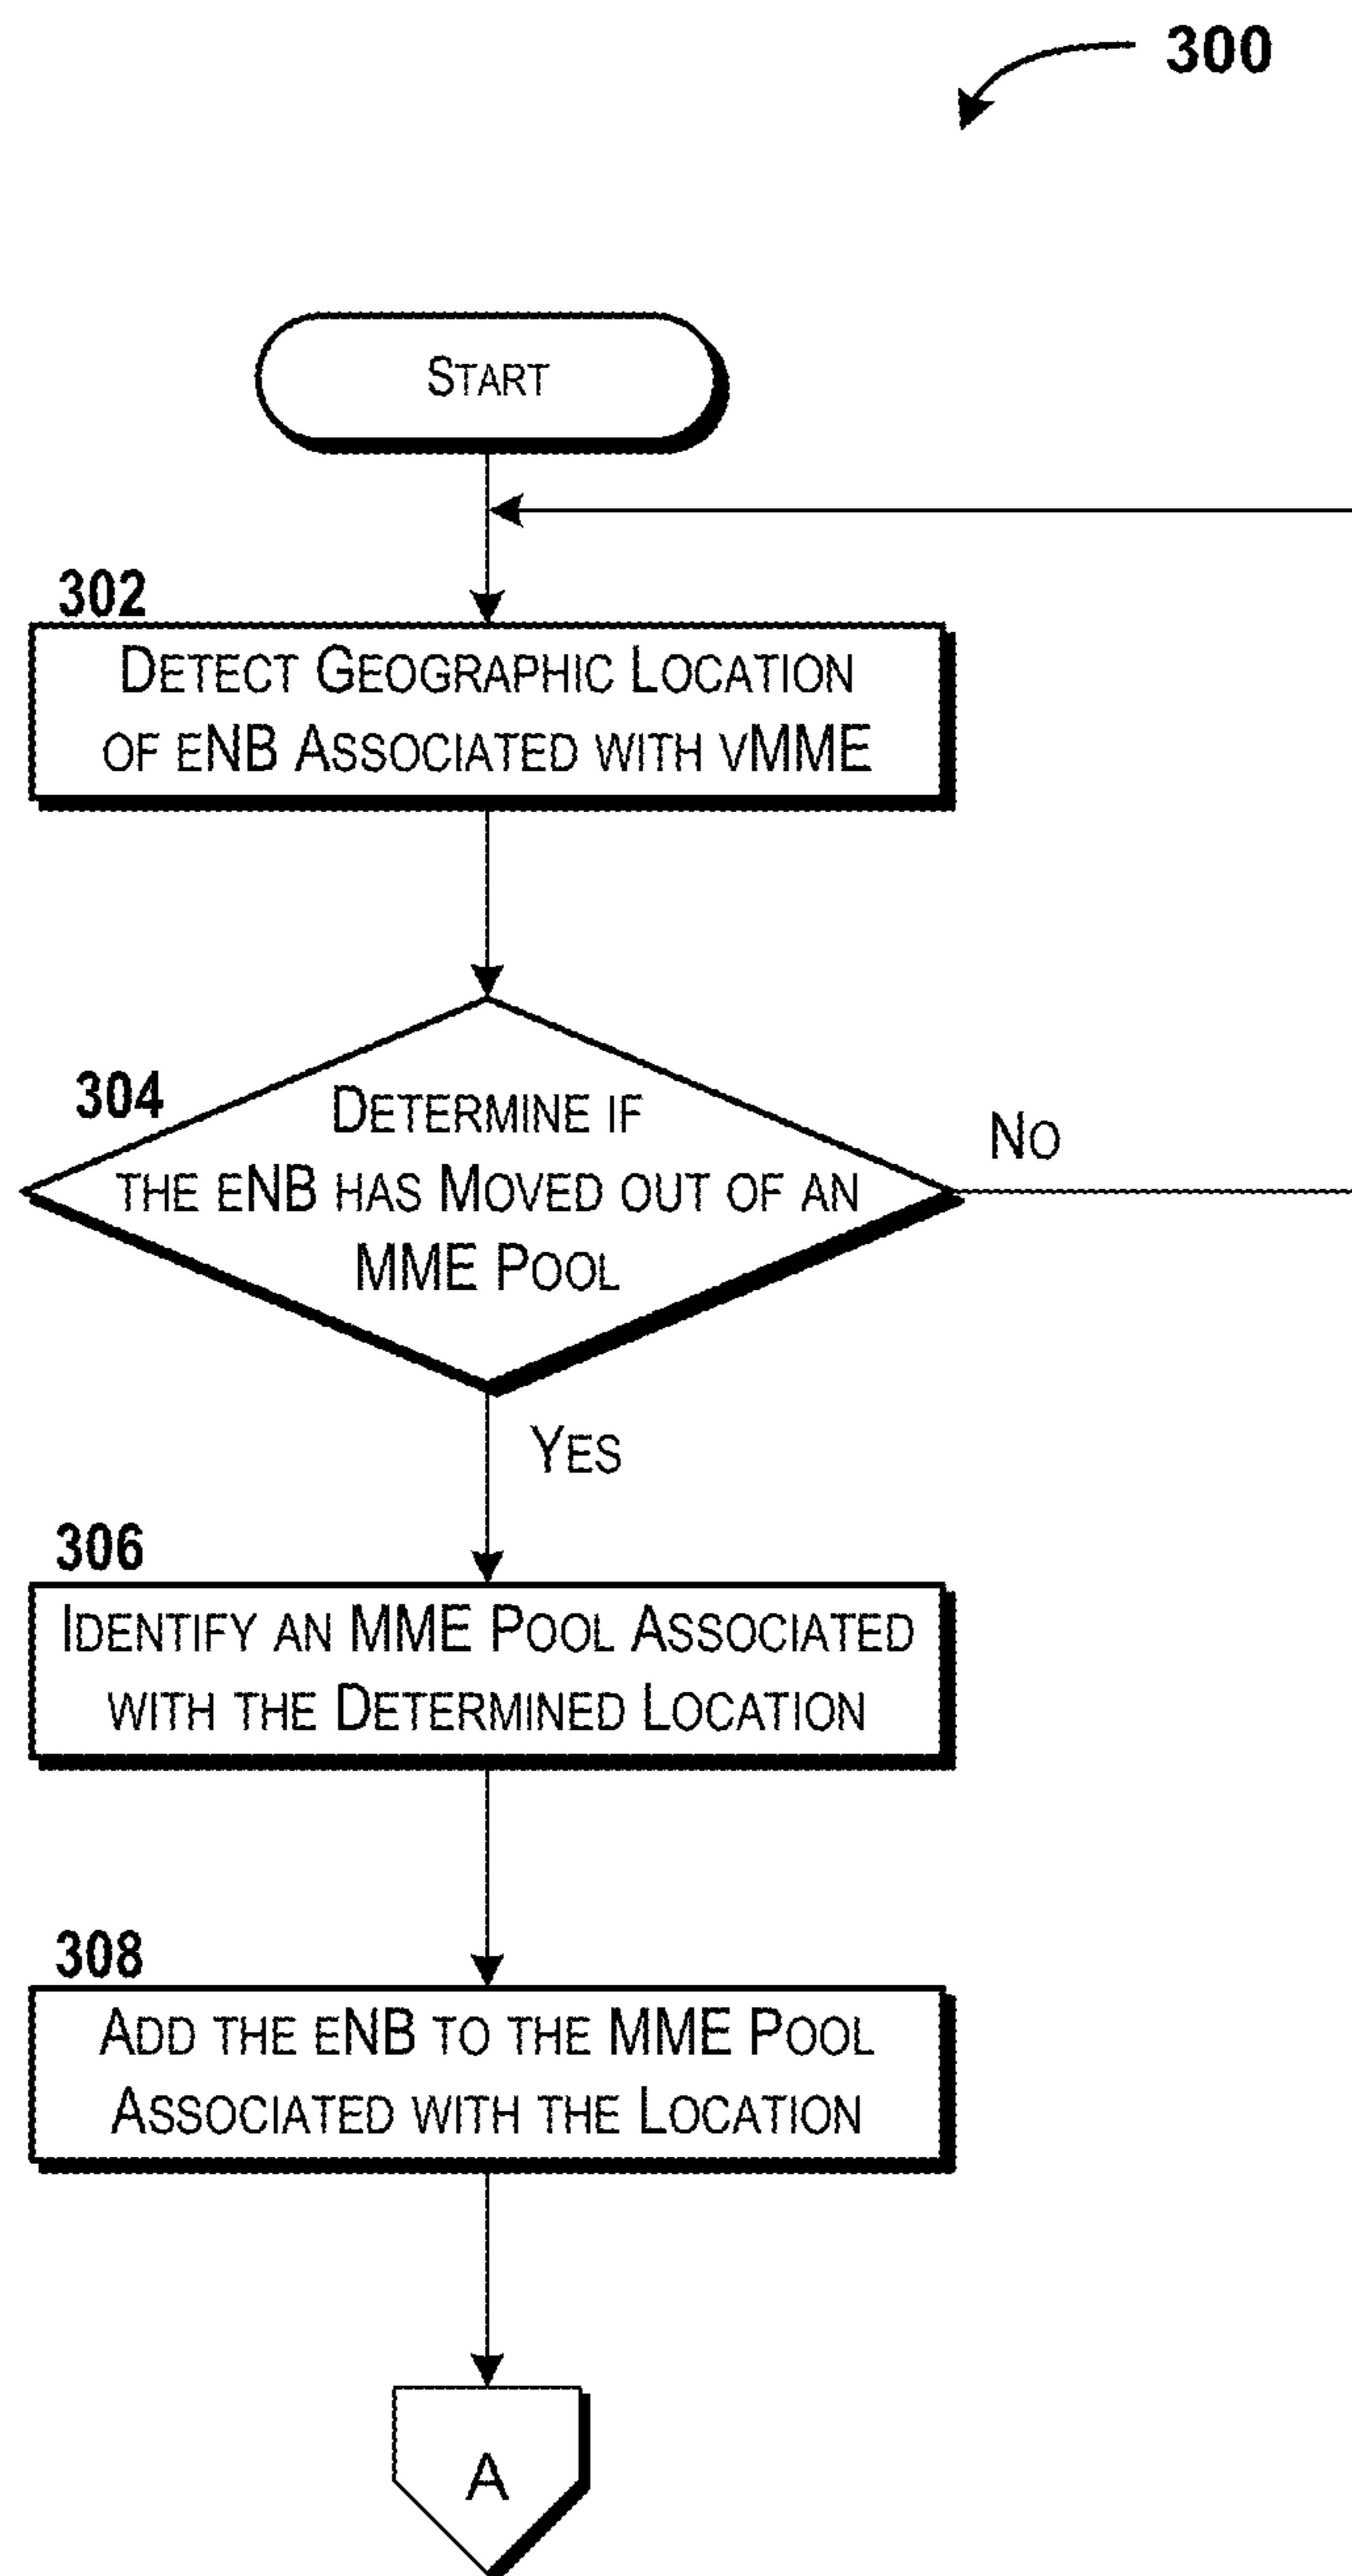 300
Start
302
Detect Geographic Location
of eNB Associated with vMME
304
Determine if
the eNB has Moved out of an
MME Pool
No
Yes
306
Identify an MME Pool Associated
with the Determined Location
308
Add the eNB to the MME Pool
Associated with the Location
A